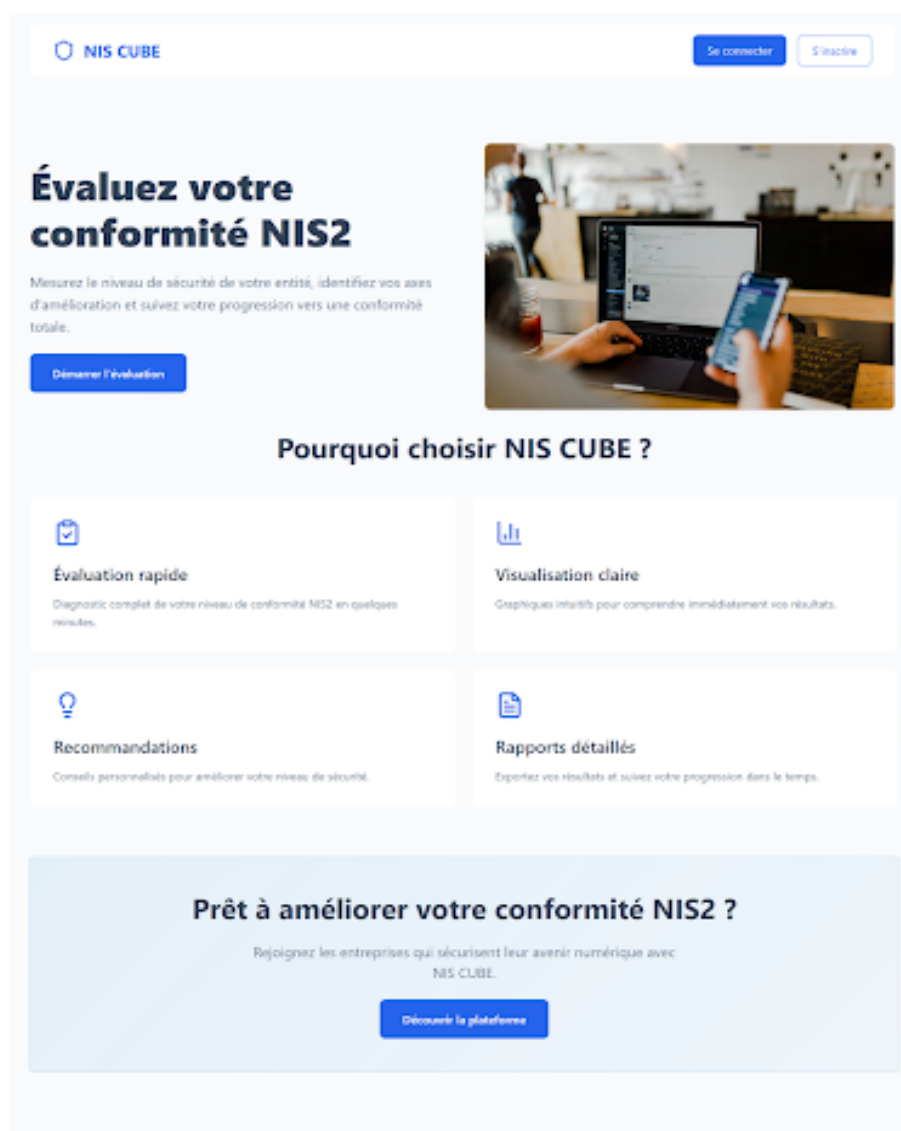 NIS CUBE
Se connecter
S'inscrire
Évaluez votre
conformité NIS2
Mesurez le niveau de sécurité de votre entité, identifiez vos axes
d'amélioration et suivez votre progression vers une conformité
totale.
Démarrer l'évaluation
Pourquoi choisir NIS CUBE ?
Évaluation rapide
Diagnostic complet de votre niveau de conformité NIS2 en quelques
minutes.
Visualisation claire
Graphiques intuitifs pour comprendre immédiatement vos résultats.
Recommandations
Conseils personnalisés pour améliorer votre niveau de sécurité.
Rapports détaillés
Exportez vos résultats et suivez votre progression dans le temps.
Prêt à améliorer votre conformité NIS2 ?
Rejoignez les entreprises qui sécurisent leur avenir numérique avec
NIS CUBE.
Découvrir la plateforme